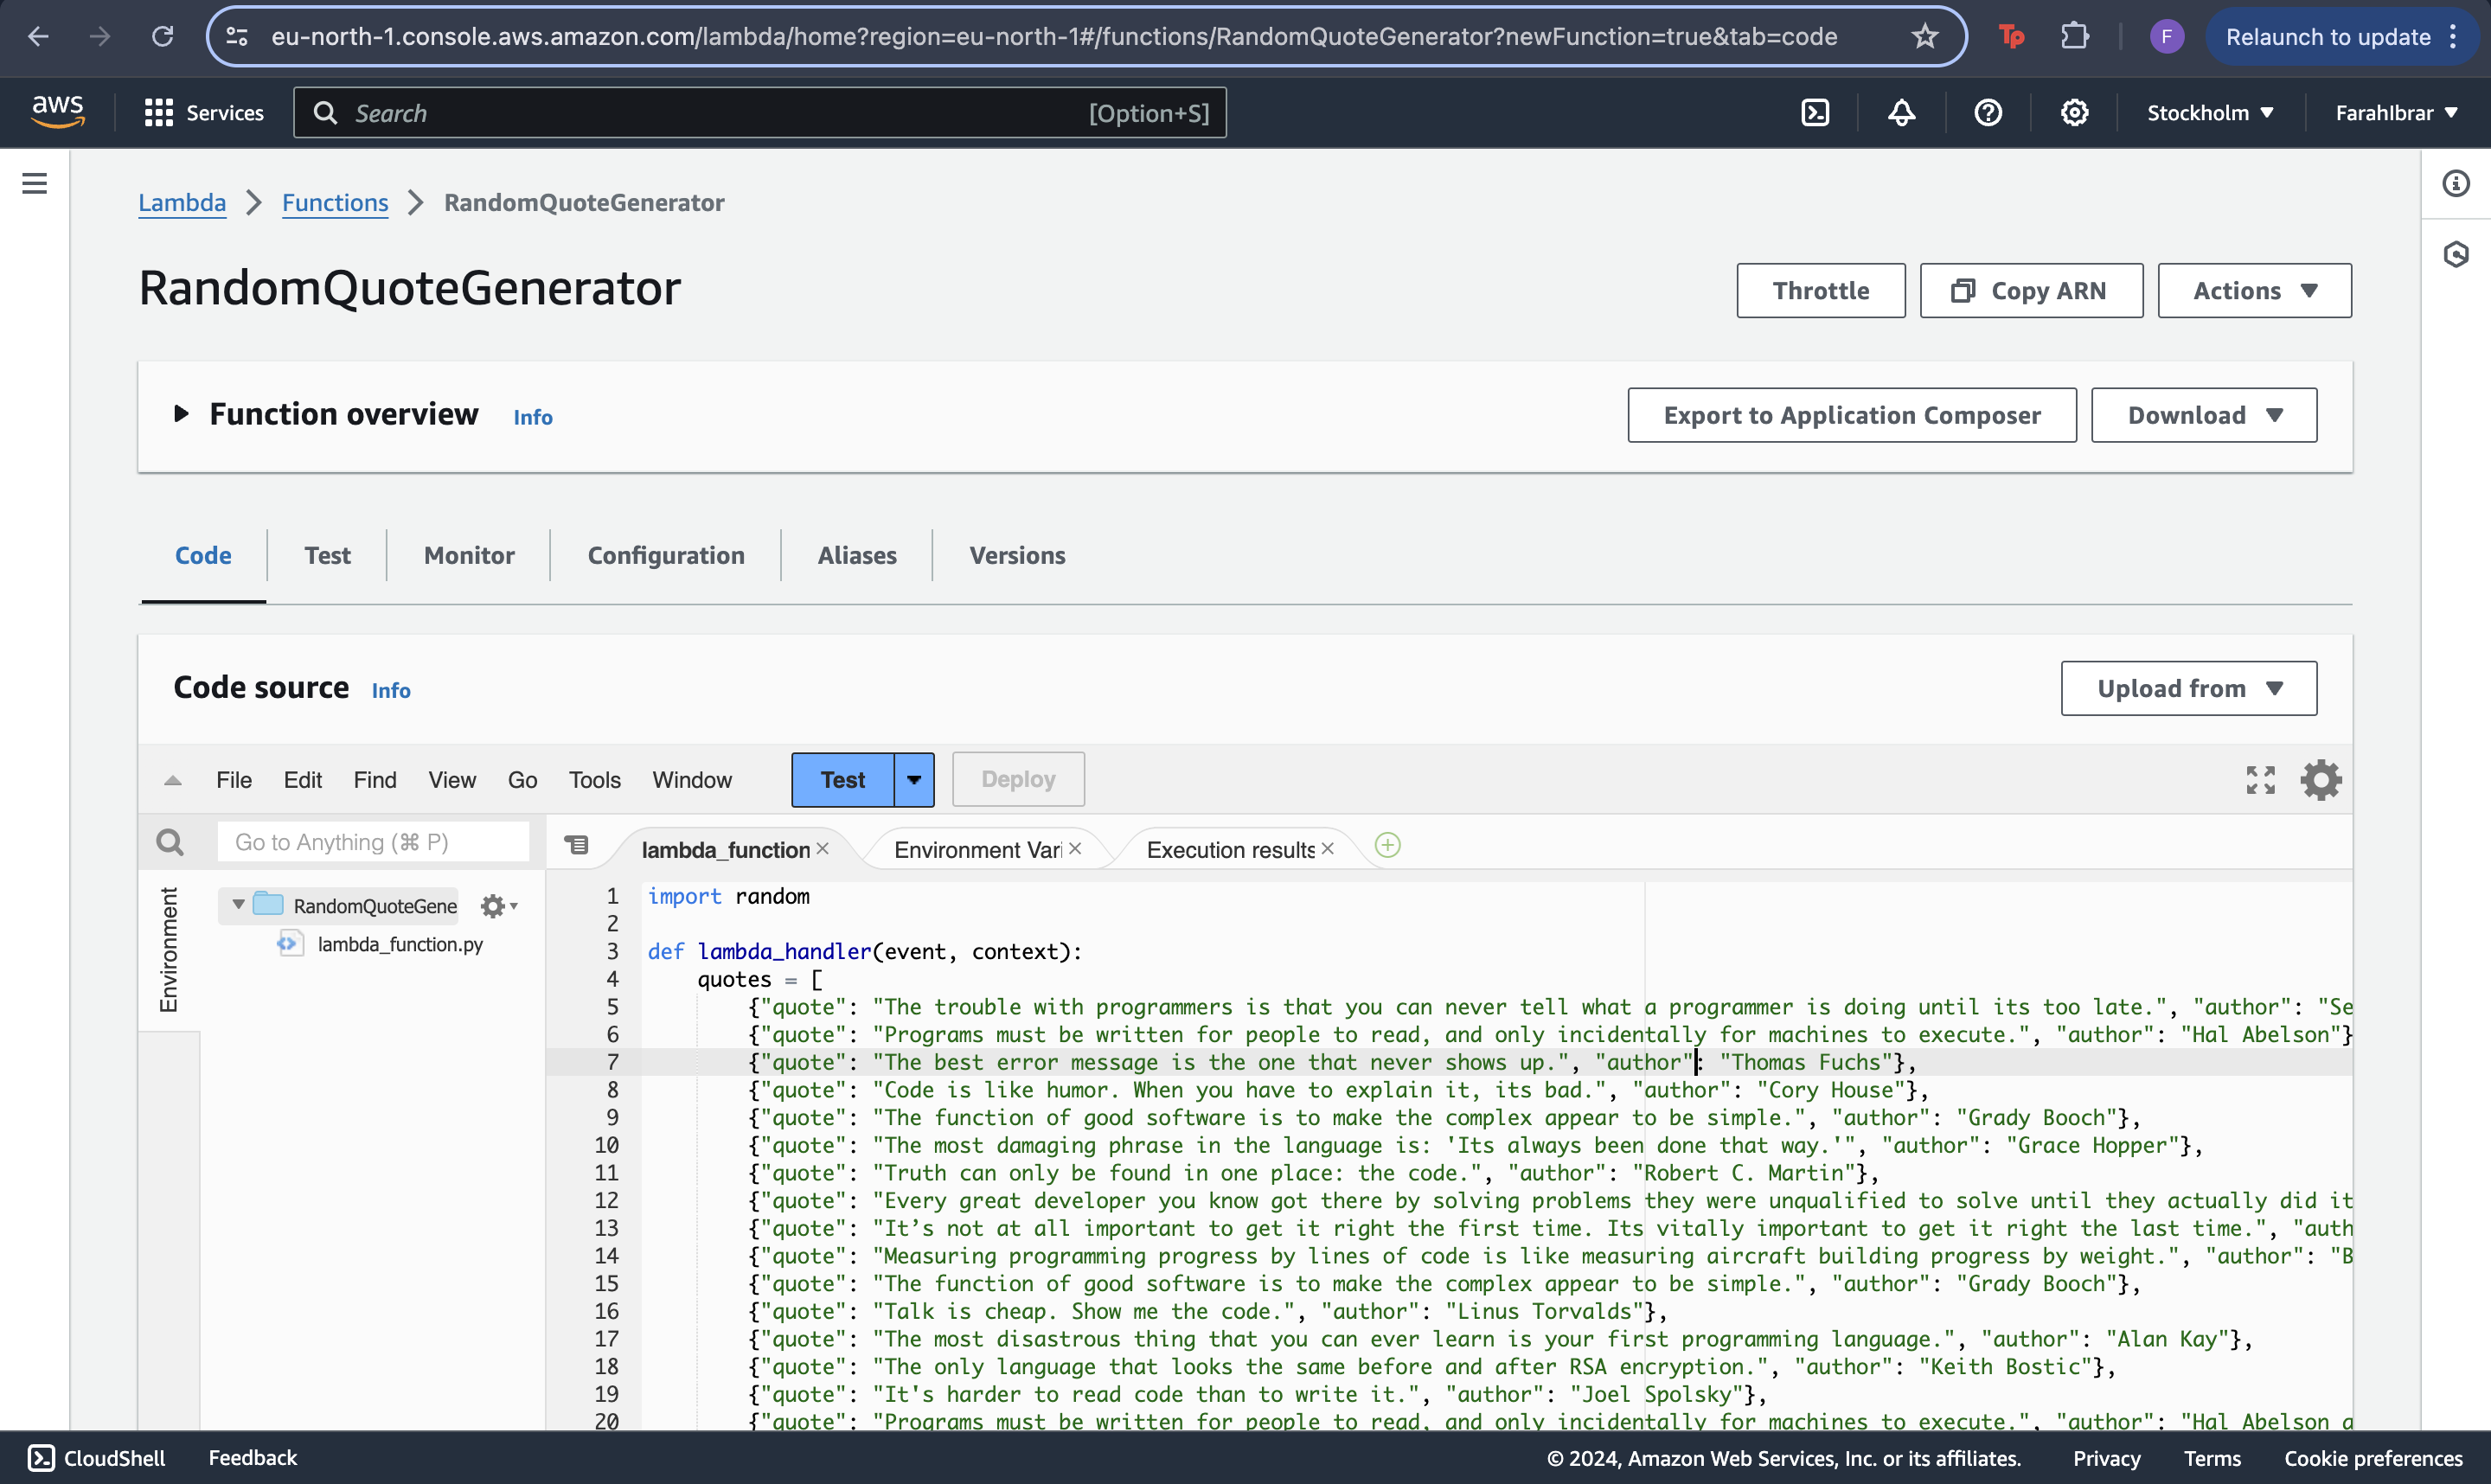 eu-north-1.console.aws.amazon.com/lambda/home?region=eu-north-1#/functions/RandomQuoteGenerator?newFunction=true&tab=code
Tp
F
Relaunch to update
aws
Services
Search
[Option+S]
Stockholm
FarahIbrar
Lambda
Functions
RandomQuoteGenerator
RandomQuoteGenerator
Throttle
Copy ARN
Actions
Function overview
Info
Export to Application Composer
Download
Code
Test
Monitor
Configuration
Aliases
Versions
Code source
Info
Upload from
File
Edit
Find
View
Go
Tools
Window
Test
Deploy
Go to Anything (⌘ P)
lambda_function
Environment Vari
Execution results
Environment
RandomQuoteGene
lambda_function.py
1 import random
2
3 def lambda_handler(event, context):
4 quotes = [
5 {"quote": "The trouble with programmers is that you can never tell what a programmer is doing until its too late.", "author": "Se
6 {"quote": "Programs must be written for people to read, and only incidentally for machines to execute.", "author": "Hal Abelson"}
7 {"quote": "The best error message is the one that never shows up.", "author": "Thomas Fuchs"},
8 {"quote": "Code is like humor. When you have to explain it, its bad.", "author": "Cory House"},
9 {"quote": "The function of good software is to make the complex appear to be simple.", "author": "Grady Booch"},
10 {"quote": "The most damaging phrase in the language is: 'Its always been done that way.'", "author": "Grace Hopper"},
11 {"quote": "Truth can only be found in one place: the code.", "author": "Robert C. Martin"},
12 {"quote": "Every great developer you know got there by solving problems they were unqualified to solve until they actually did it
13 {"quote": "It’s not at all important to get it right the first time. Its vitally important to get it right the last time.", "auth
14 {"quote": "Measuring programming progress by lines of code is like measuring aircraft building progress by weight.", "author": "B
15 {"quote": "The function of good software is to make the complex appear to be simple.", "author": "Grady Booch"},
16 {"quote": "Talk is cheap. Show me the code.", "author": "Linus Torvalds"},
17 {"quote": "The most disastrous thing that you can ever learn is your first programming language.", "author": "Alan Kay"},
18 {"quote": "The only language that looks the same before and after RSA encryption.", "author": "Keith Bostic"},
19 {"quote": "It's harder to read code than to write it.", "author": "Joel Spolsky"},
20 {"quote": "Programs must be written for people to read, and only incidentally for machines to execute.", "author": "Hal Abelson a
CloudShell
Feedback
© 2024, Amazon Web Services, Inc. or its affiliates.
Privacy
Terms
Cookie preferences